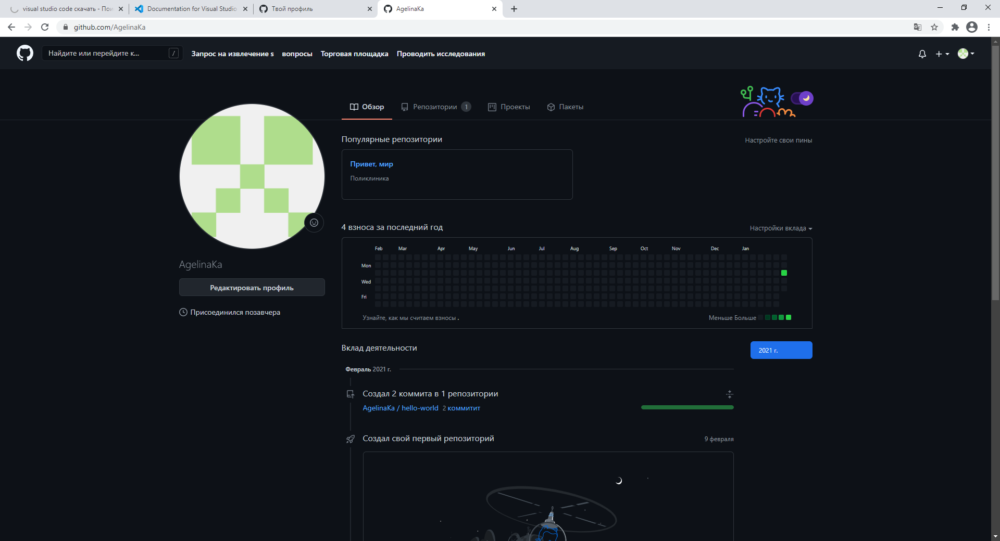 visual studio code скачать - Пои
Documentation for Visual Studio
Твой профиль
AgelinaKa
github.com/AgelinaKa
Найдите или перейдите к... /
Запрос на извлечение s вопросы Торговая площадка Проводить исследования
Обзор Репозитории 1 Проекты Пакеты
Популярные репозитории
Настройте свои пины
Привет, мир
Поликлиника
4 взноса за последний год
Настройки вклада
Feb Mar Apr May Jun Jul Aug Sep Oct Nov Dec Jan
Mon
Wed
Fri
Узнайте, как мы считаем взносы .
Меньше Больше
AgelinaKa
Редактировать профиль
Присоединился позавчера
Вклад деятельности
2021 г.
Февраль 2021 г.
Создал 2 коммита в 1 репозитории
AgelinaKa / hello-world 2 коммитит
Создал свой первый репозиторий
9 февраля